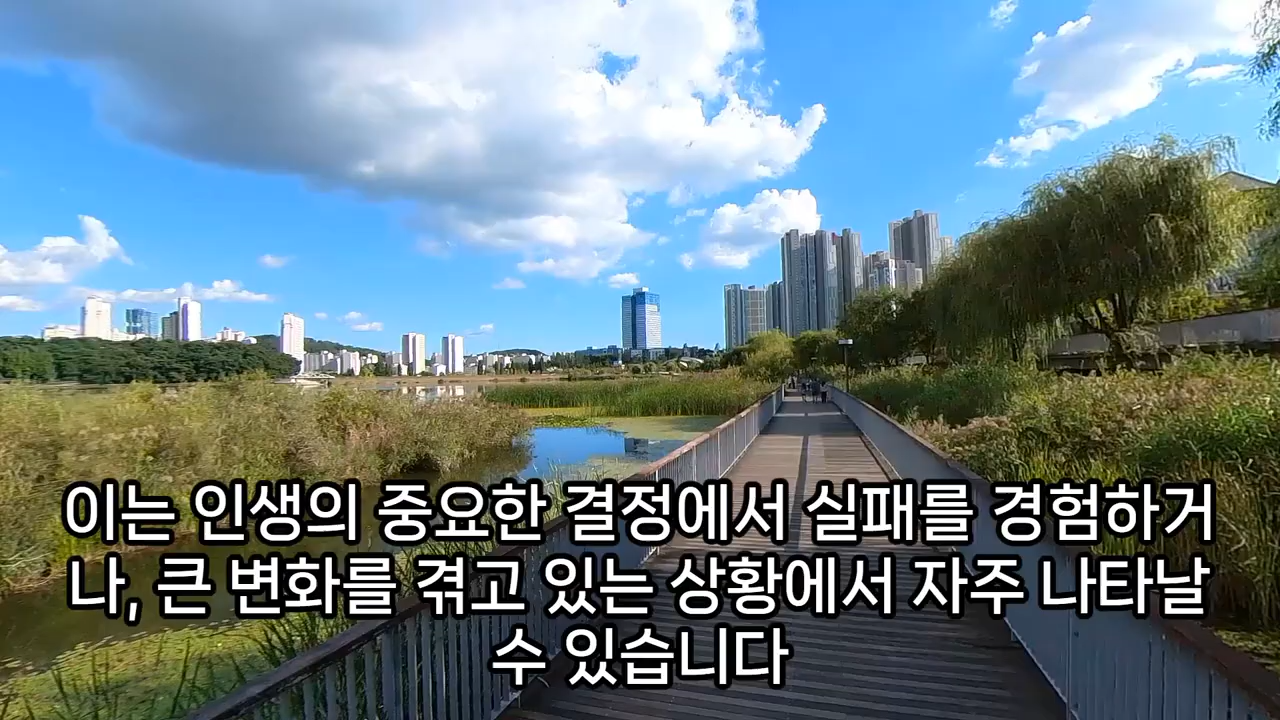 이는 인생의 중요한 결정에서 실패를 경험하거
나, 큰 변화를 겪고 있는 상황에서 자주 나타날
수 있습니다